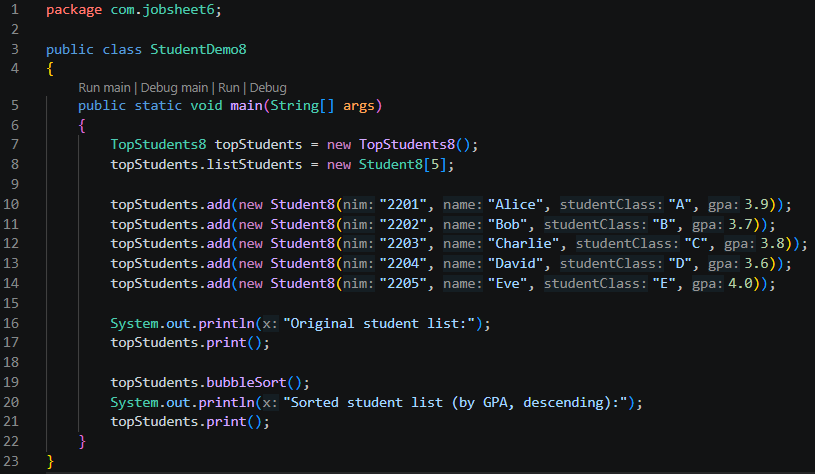 1 package com.jobsheet6;
2
3 public class StudentDemo8
4 {
Run main | Debug main | Run | Debug
5 public static void main(String[] args)
6 {
7 TopStudents8 topStudents = new TopStudents8();
8 topStudents.listStudents = new Student8[5];
9
10 topStudents.add(new Student8(nim: "2201", name: "Alice", studentClass: "A", gpa: 3.9));
11 topStudents.add(new Student8(nim: "2202", name: "Bob", studentClass: "B", gpa: 3.7));
12 topStudents.add(new Student8(nim: "2203", name: "Charlie", studentClass: "C", gpa: 3.8));
13 topStudents.add(new Student8(nim: "2204", name: "David", studentClass: "D", gpa: 3.6));
14 topStudents.add(new Student8(nim: "2205", name: "Eve", studentClass: "E", gpa: 4.0));
15
16 System.out.println(x: "Original student list:");
17 topStudents.print();
18
19 topStudents.bubbleSort();
20 System.out.println(x: "Sorted student list (by GPA, descending):");
21 topStudents.print();
22 }
23 }